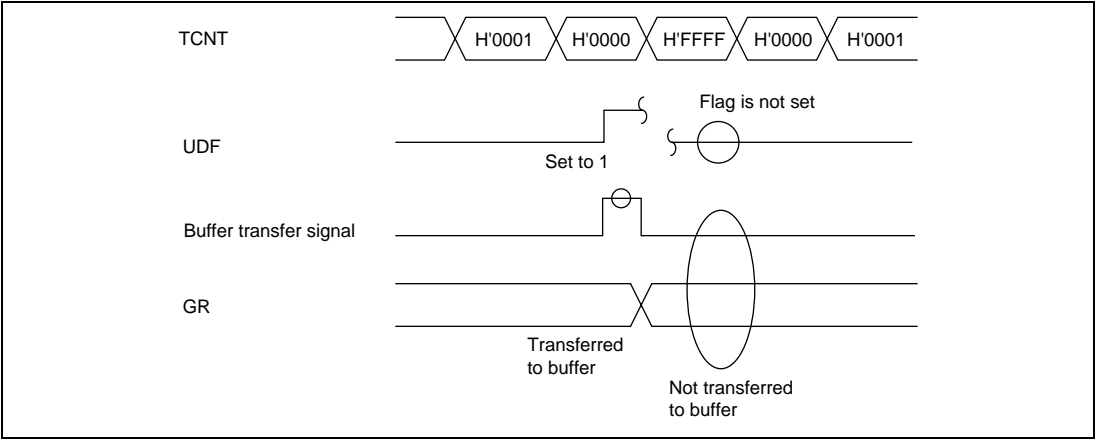 TCNT
H'0001
H'0000
H'FFFF
H'0000
H'0001
UDF
Flag is not set
Set to 1
Buffer transfer signal
GR
Transferred
to buffer
Not transferred
to buffer